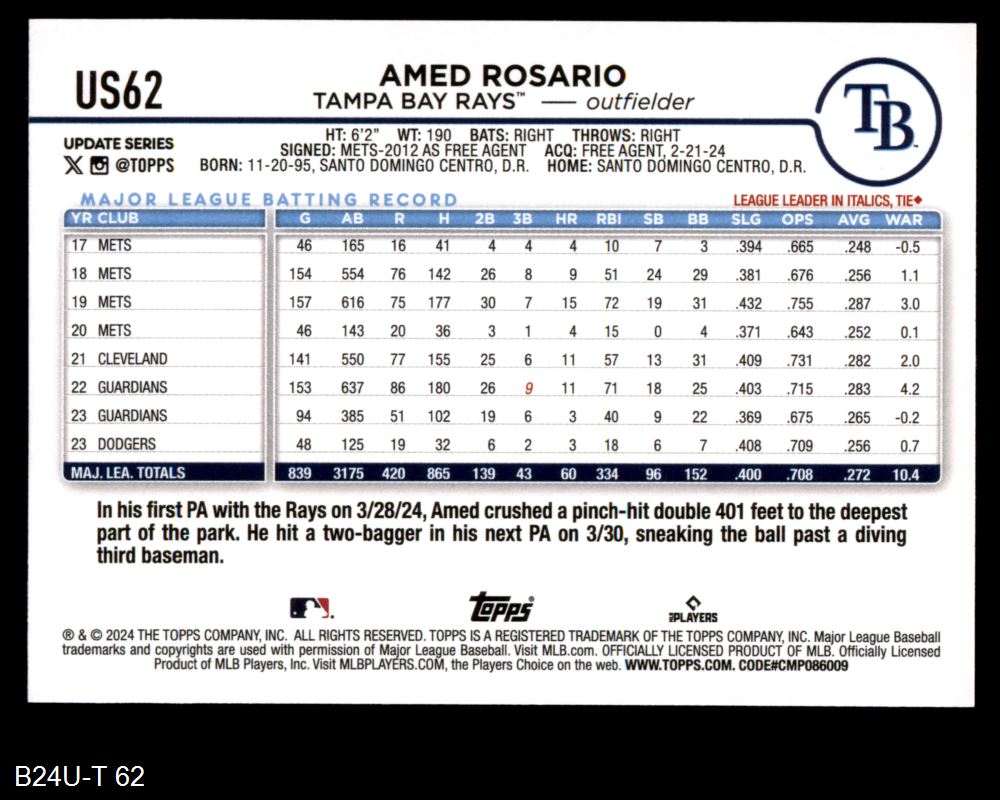 US62
AMED ROSARIO
TAMPA BAY RAYS™ — outfielder
TB
UPDATE SERIES
X @TOPPS
HT: 6'2" WT: 190 BATS: RIGHT THROWS: RIGHT
SIGNED: METS-2012 AS FREE AGENT ACQ: FREE AGENT, 2-21-24
BORN: 11-20-95, SANTO DOMINGO CENTRO, D.R. HOME: SANTO DOMINGO CENTRO, D.R.
MAJOR LEAGUE BATTING RECORD LEAGUE LEADER IN ITALICS, TIE♦
YR CLUB G AB R H 2B 3B HR RBI SB BB SLG OPS AVG WAR
17 METS 46 165 16 41 4 4 4 10 7 3 .394 .665 .248 -0.5
18 METS 154 554 76 142 26 8 9 51 24 29 .381 .676 .256 1.1
19 METS 157 616 75 177 30 7 15 72 19 31 .432 .755 .287 3.0
20 METS 46 143 20 36 3 1 4 15 0 4 .371 .643 .252 0.1
21 CLEVELAND 141 550 77 155 25 6 11 57 13 31 .409 .731 .282 2.0
22 GUARDIANS 153 637 86 180 26 9 11 71 18 25 .403 .715 .283 4.2
23 GUARDIANS 94 385 51 102 19 6 3 40 9 22 .369 .675 .265 -0.2
23 DODGERS 48 125 19 32 6 2 3 18 6 7 .408 .709 .256 0.7
MAJ. LEA. TOTALS 839 3175 420 865 139 43 60 334 96 152 .400 .708 .272 10.4
In his first PA with the Rays on 3/28/24, Amed crushed a pinch-hit double 401 feet to the deepest
part of the park. He hit a two-bagger in his next PA on 3/30, sneaking the ball past a diving
third baseman.
Topps® PLAYERS
® & © 2024 THE TOPPS COMPANY, INC. ALL RIGHTS RESERVED. TOPPS IS A REGISTERED TRADEMARK OF THE TOPPS COMPANY, INC. Major League Baseball
trademarks and copyrights are used with permission of Major League Baseball. Visit MLB.com. OFFICIALLY LICENSED PRODUCT OF MLB. Officially Licensed
Product of MLB Players, Inc. Visit MLBPLAYERS.COM, the Players Choice on the web. WWW.TOPPS.COM. CODE#CMP086009
B24U-T 62